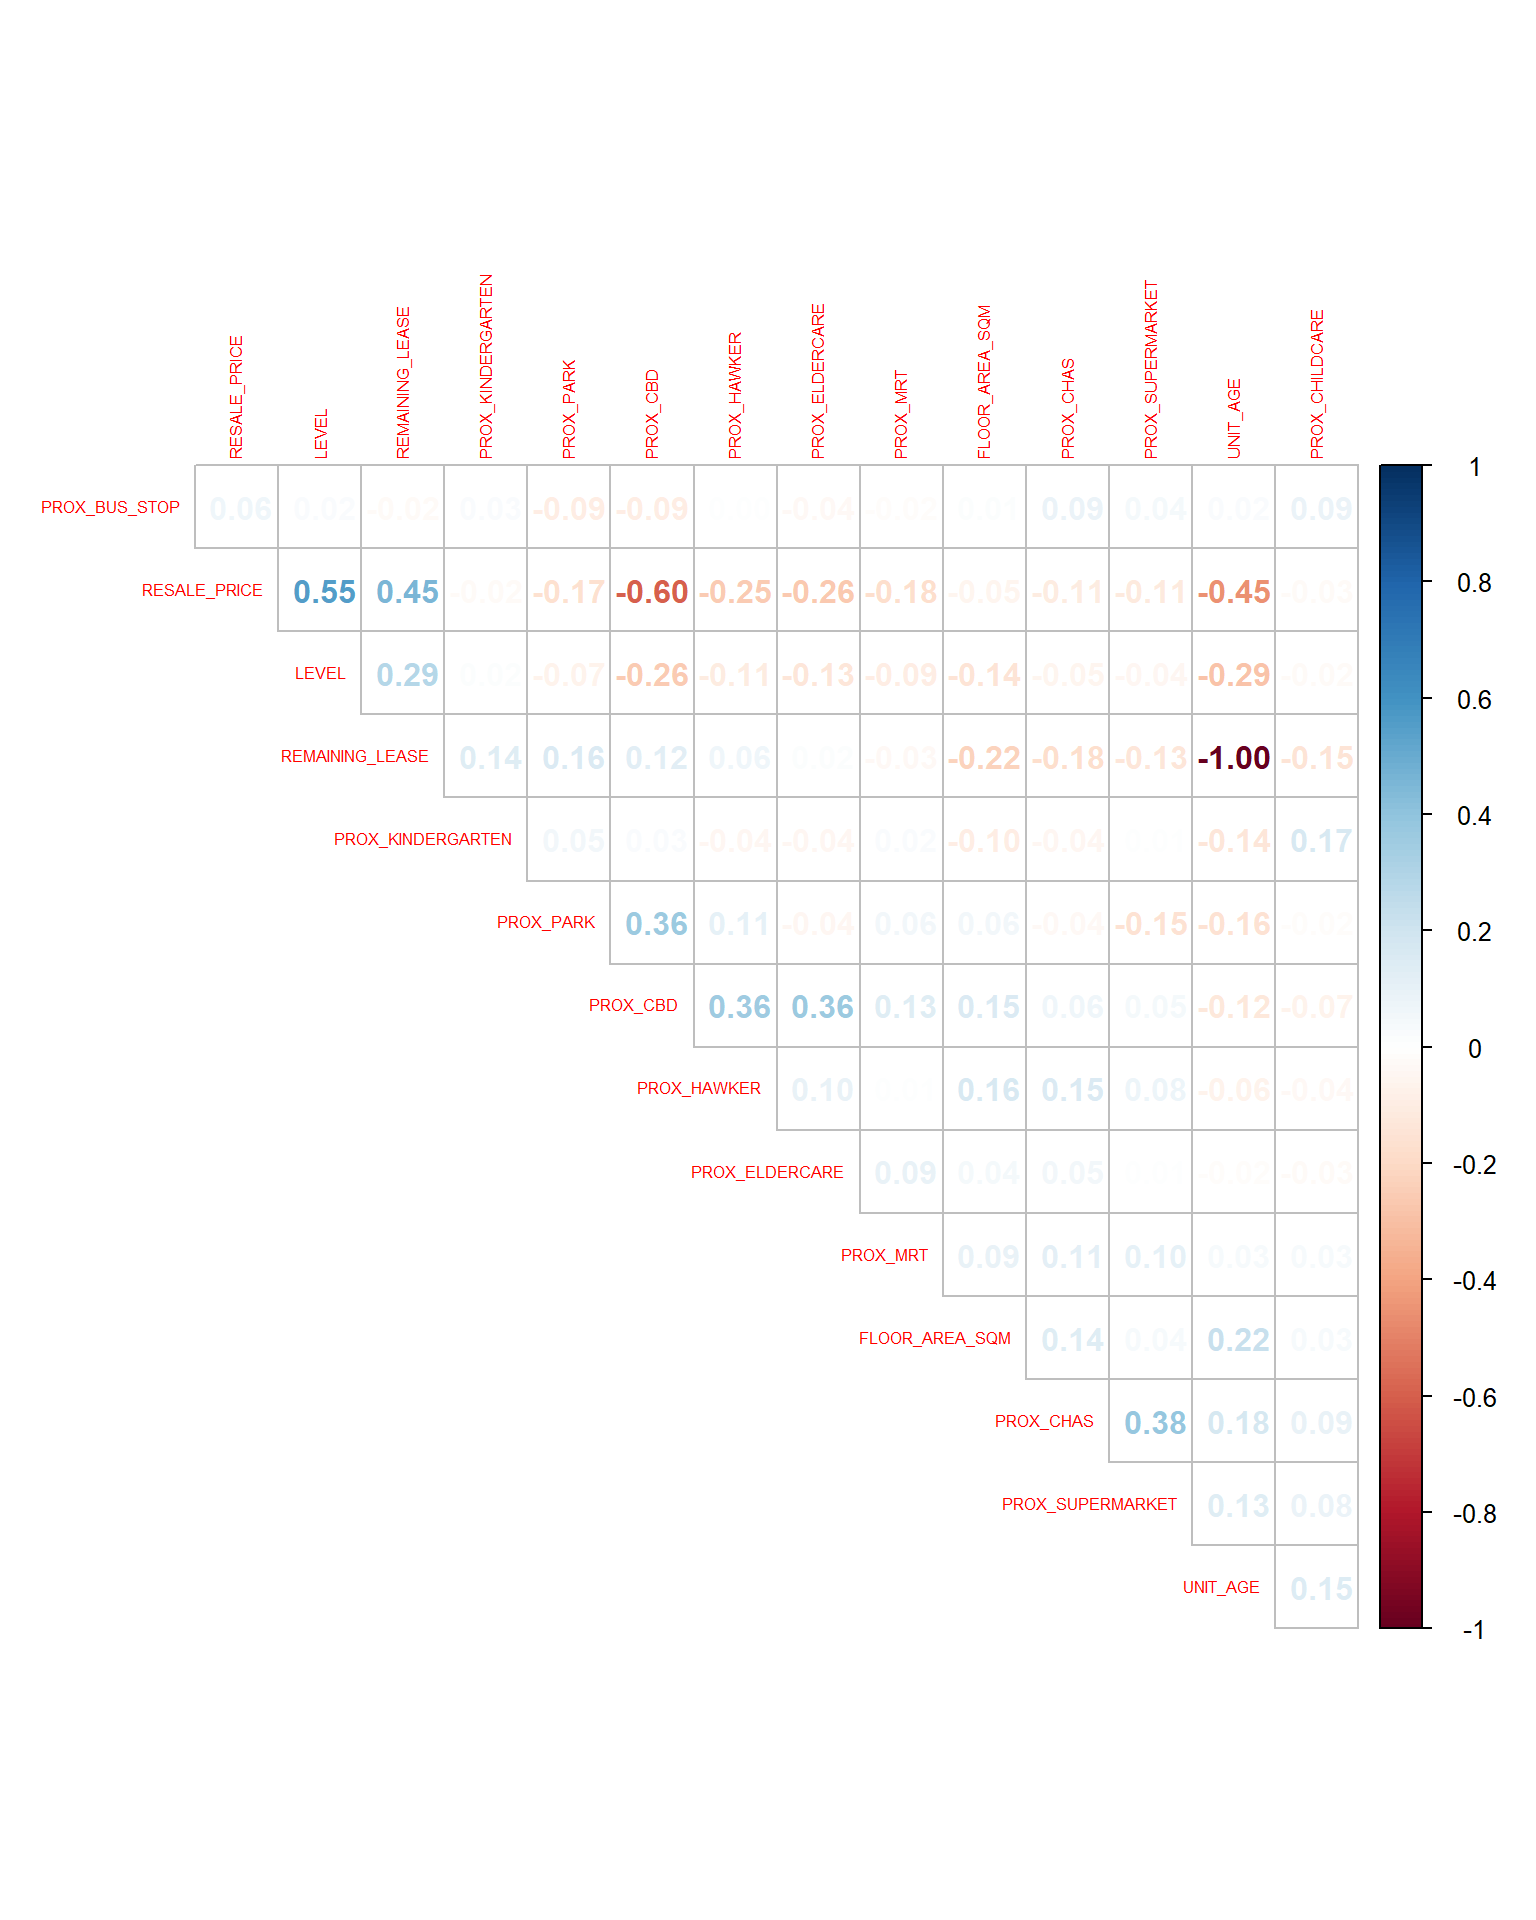 RESALE_PRICE LEVEL REMAINING_LEASE PROX_KINDERGARTEN PROX_PARK PROX_CBD PROX_HAWKER PROX_ELDERCARE PROX_MRT FLOOR_AREA_SQM PROX_CHAS PROX_SUPERMARKET UNIT_AGE PROX_CHILDCARE
PROX_BUS_STOP 0.06 0.02 -0.02 0.03 -0.09 -0.09 -0.04 -0.02 0.01 0.09 0.04 0.02 0.09
RESALE_PRICE 0.55 0.45 -0.02 -0.17 -0.60 -0.25 -0.26 -0.18 -0.05 -0.11 -0.11 -0.45 -0.03
LEVEL 0.29 0.02 -0.07 -0.26 -0.11 -0.13 -0.09 -0.14 -0.05 -0.04 -0.29 -0.02
REMAINING_LEASE 0.14 0.16 0.12 0.06 0.02 -0.03 -0.22 -0.18 -0.13 -1.00 -0.15
PROX_KINDERGARTEN 0.05 0.03 -0.04 -0.04 0.02 -0.10 -0.04 -0.14 0.17
PROX_PARK 0.36 0.11 -0.04 0.06 0.06 -0.04 -0.15 -0.16 -0.02
PROX_CBD 0.36 0.36 0.13 0.15 0.06 0.05 -0.12 -0.07
PROX_HAWKER 0.10 0.16 0.15 0.08 -0.06 -0.04
PROX_ELDERCARE 0.09 0.04 0.05 -0.02 -0.03
PROX_MRT 0.09 0.11 0.10 0.03 0.03
FLOOR_AREA_SQM 0.14 0.04 0.22 0.03
PROX_CHAS 0.38 0.18 0.09
PROX_SUPERMARKET 0.13 0.08
UNIT_AGE 0.15
1
0.8
0.6
0.4
0.2
0
-0.2
-0.4
-0.6
-0.8
-1